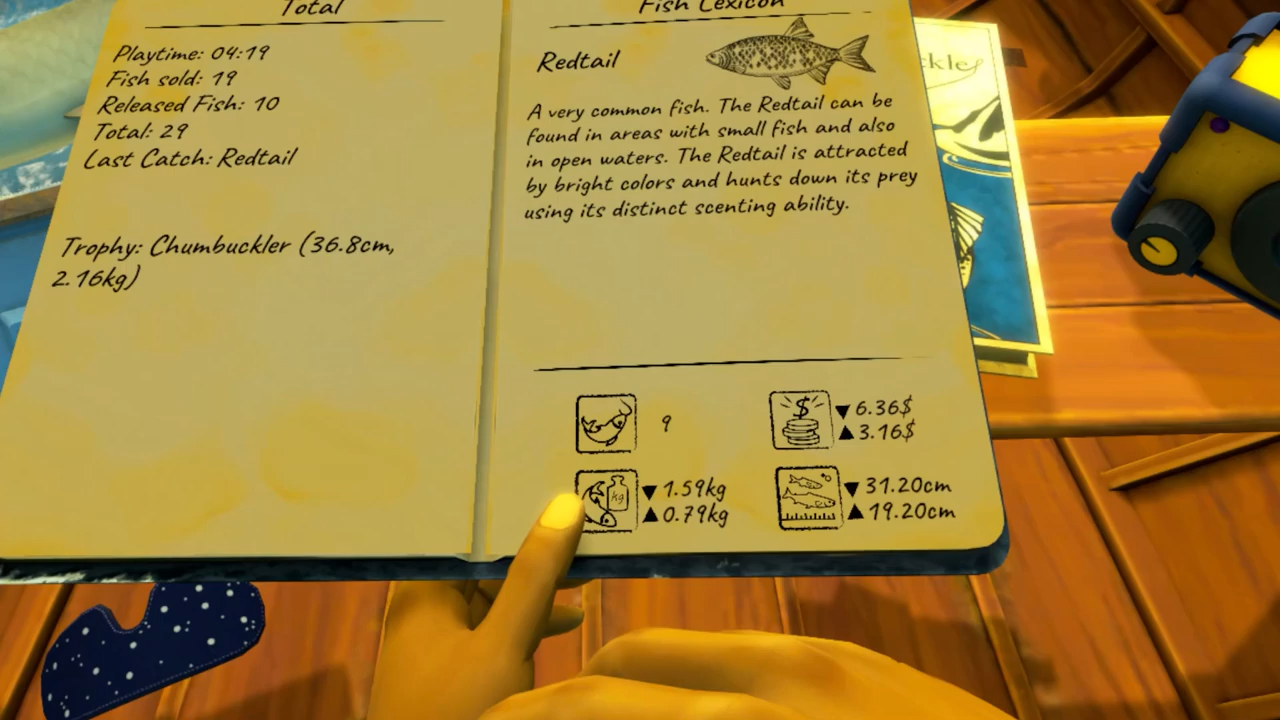 Total
Playtime: 04:19
Fish sold: 19
Released Fish: 10
Total: 29
Last Catch: Redtail
Trophy: Chumbuckler (36.8cm,
2.16kg)
Fish Lexicon
Redtail
A very common fish. The Redtail can be
found in areas with small fish and also
in open waters. The Redtail is attracted
by bright colors and hunts down its prey
using its distinct scenting ability.
9
$
▼6.36$
▲3.16$
kg
▼1.59kg
▲0.79kg
▼31.20cm
▲19.20cm